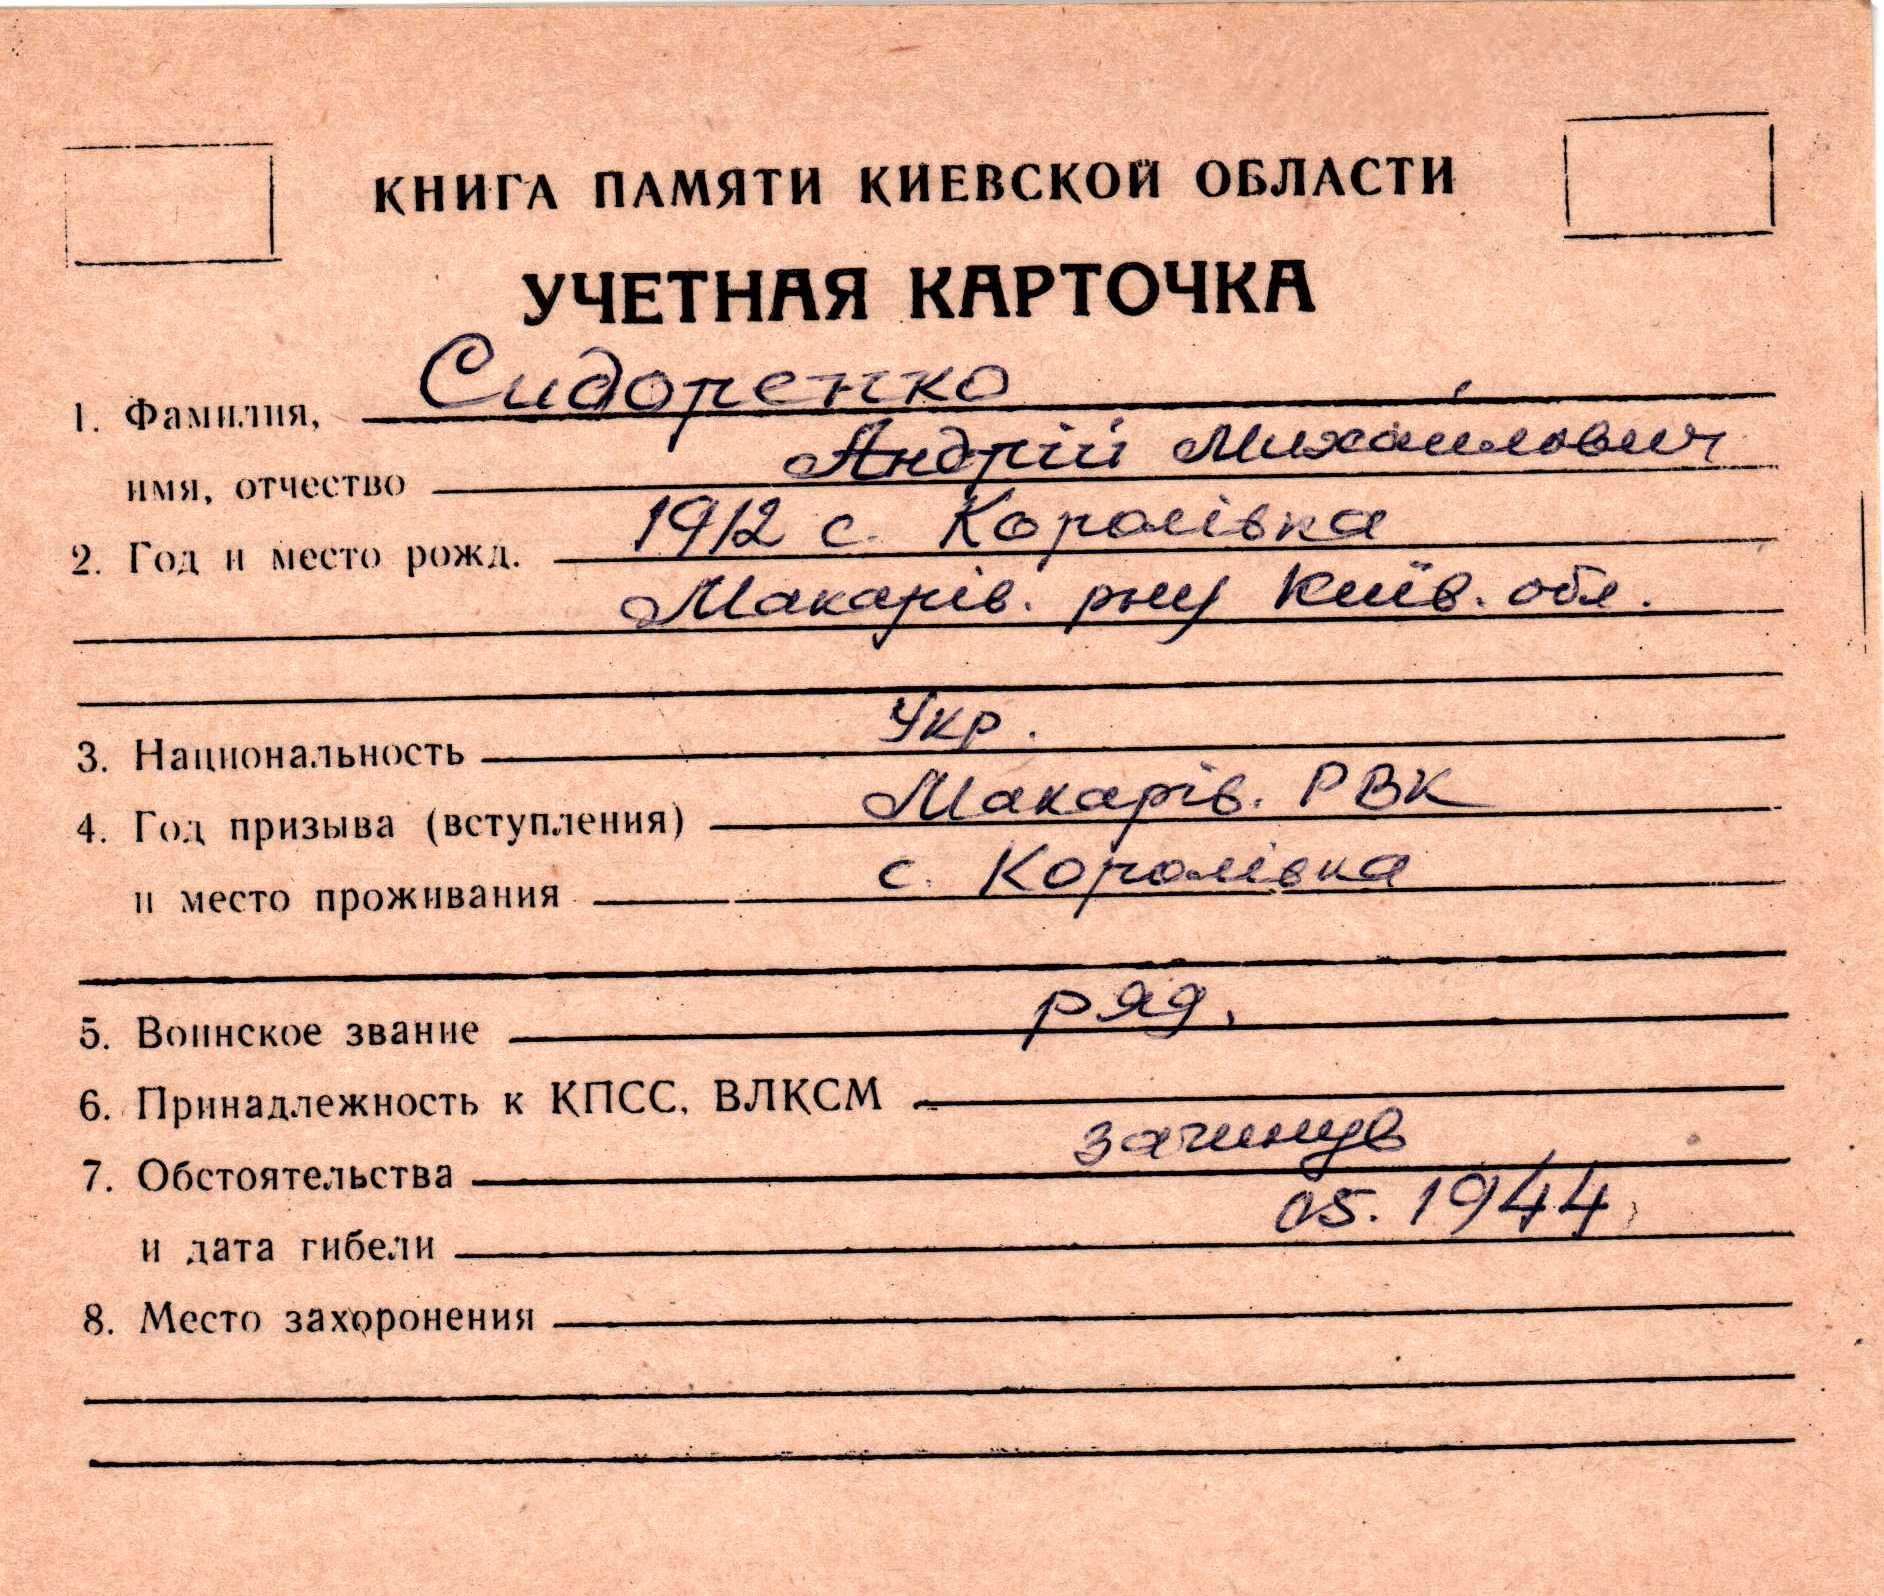 КНИГА ПАМЯТИ КИЕВСКОЙ ОБЛАСТИ
УЧЕТНАЯ КАРТОЧКА
1. Фамилия, Сидоренко
имя, отчество Андрій Михайлович
2. Год и место рожд. 1912 с. Королівка
Макарів. рну Київ. обл.
3. Национальность Укр.
4. Год призыва (вступления) Макарів. РВК
и место проживания с. Королівка
5. Воинское звание ряд.
6. Принадлежность к КПСС, ВЛКСМ
7. Обстоятельства загинув
и дата гибели 05.1944
8. Место захоронения